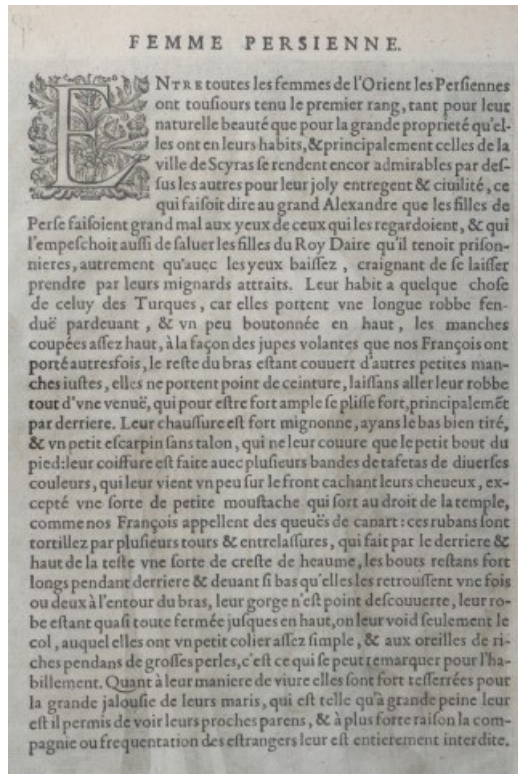 FEMME PERSIENNE.
ENTRE toutes les femmes de l'Orient les Persiennes
ont tousiours tenu le premier rang, tant pour leur
naturelle beauté que pour la grande proprieté qu'el-
les ont en leurs habits, & principalement celles de la
ville de Scyras se rendent encor admirables par des-
sus les autres pour leur joly entregent & ciuilité, ce
qui faisoit dire au grand Alexandre que les filles de
Perse faisoient grand mal aux yeux de ceux qui les regardoient, & qui
l'empeschoit aussi de saluer les filles du Roy Daire qu'il tenoit prison-
nieres, autrement qu'auec les yeux baissez, craignant de se laisser
prendre par leurs mignards attraits. Leur habit a quelque chose
de celuy des Turques, car elles portent vne longue robbe fen-
duë pardeuant, & vn peu boutonnée en haut, les manches
coupées assez haut, à la façon des jupes volantes que nos François ont
porté autresfois, le reste du bras estant couuert d'autres petites man-
ches iustes, elles ne portent point de ceinture, laissans aller leur robbe
tout d'vne venuë, qui pour estre fort ample se plisse fort, principalemẽt
par derriere. Leur chaussure est fort mignonne, ayans le bas bien tiré,
& vn petit escarpin sans talon, qui ne leur couure que le petit bout du
pied: leur coiffure est faite auec plusieurs bandes de tafetas de diuerses
couleurs, qui leur vient vn peu sur le front cachant leurs cheueux, ex-
cepté vne sorte de petite moustache qui sort au droit de la temple,
comme nos François appellent des queuës de canart: ces rubans sont
tortillez par plusieurs tours & entrelassures, qui fait par le derriere &
haut de la teste vne sorte de creste de heaume, les bouts restans fort
longs pendant derriere & deuant si bas qu'elles les retroussent vne fois
ou deux à l'entour du bras, leur gorge n'est point descouuerte, leur ro-
be estant quasi toute fermée jusques en haut, on leur void seulement le
col, auquel elles ont vn petit colier assez simple, & aux oreilles de ri-
ches pendans de grosses perles, c'est ce qui se peut remarquer pour l'ha-
billement. Quant à leur maniere de viure elles sont fort resserrées pour
la grande jalousie de leurs maris, qui est telle qu'à grande peine leur
est il permis de voir leurs proches parens, & à plus forte raison la com-
pagnie ou frequentation des estrangers leur est entierement interdite.